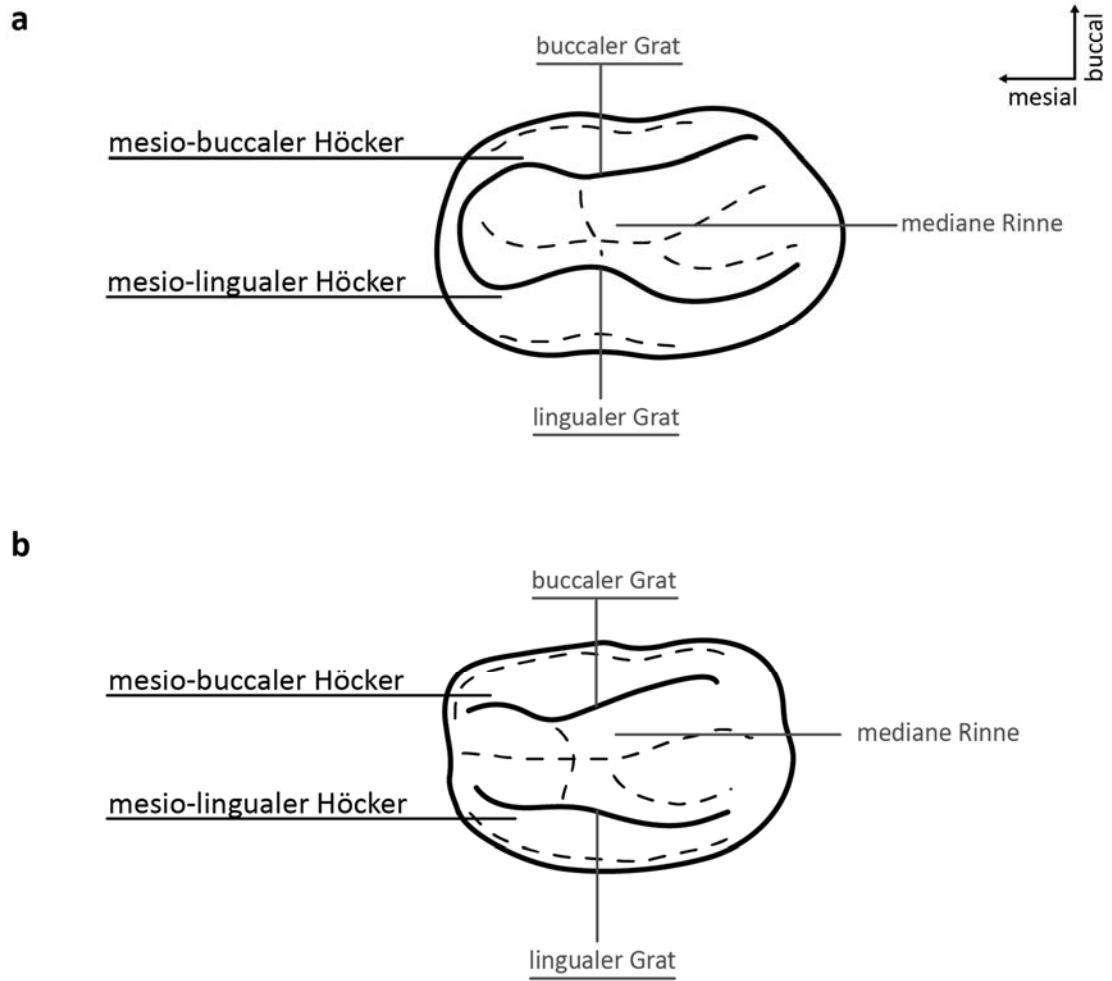 a
buccal
mesial
buccaler Grat
mesio-buccaler Höcker
mediane Rinne
mesio-lingualer Höcker
lingualer Grat
b
buccaler Grat
mesio-buccaler Höcker
mediane Rinne
mesio-lingualer Höcker
lingualer Grat